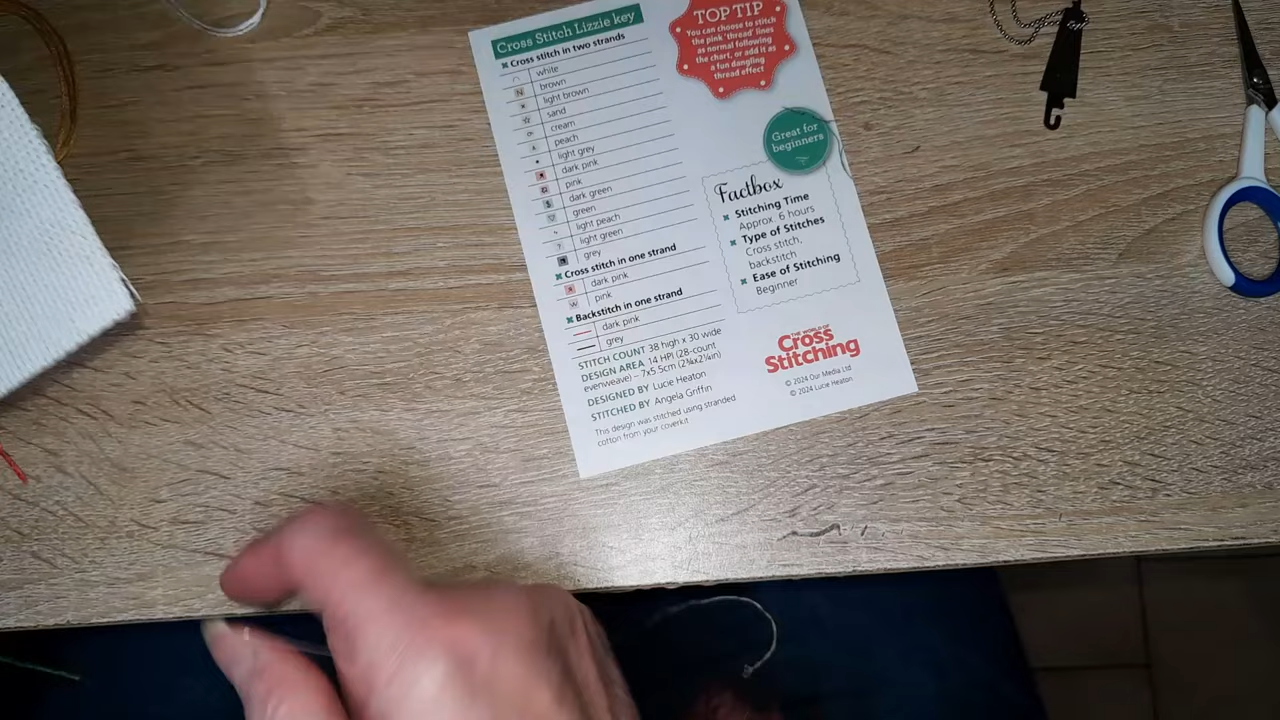 Cross Stitch Lizzie key
Cross stitch in two strands
white
N brown
light brown
sand
cream
peach
light grey
dark pink
pink
dark green
green
light peach
? light green
grey
Cross stitch in one strand
dark pink
W pink
Backstitch in one strand
dark pink
grey
STITCH COUNT 38 high x 30 wide
DESIGN AREA 14 HPI (28-count
evenweave) – 7x5.5cm
DESIGNED BY Lucie Heaton
STITCHED BY Angela Griffin
This design was stitched using stranded
cotton from your coverkit
TOP TIP
You can choose to stitch
the pink 'thread' lines
as normal following
the chart, or add it as
a fun dangling
thread effect
Great for
beginners
Factbox
Stitching Time
Approx. 6 hours
Type of Stitches
Cross stitch,
backstitch
Ease of Stitching
Beginner
THE WORLD OF
Cross
Stitching
© 2024 Our Media Ltd
© 2024 Lucie Heaton